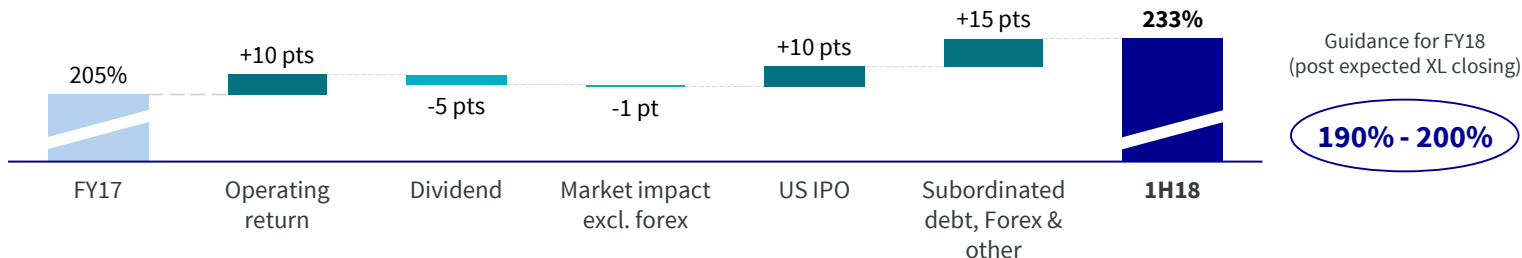 205%
+10 pts
-5 pts
-1 pt
+10 pts
+15 pts
233%
FY17
Operating
return
Dividend
Market impact
excl. forex
US IPO
Subordinated
debt, Forex &
other
1H18
Guidance for FY18
(post expected XL closing)
190% - 200%